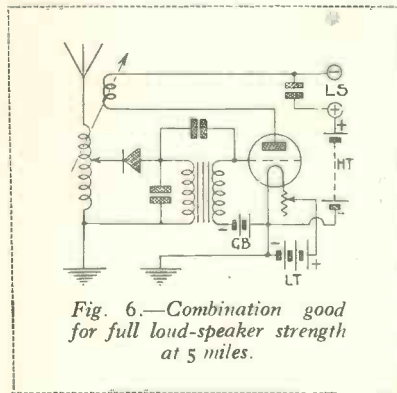 ⊖
LS
⊕
+
HT
-
- GB
- LT +
Fig. 6.—Combination good
for full loud-speaker strength
at 5 miles.